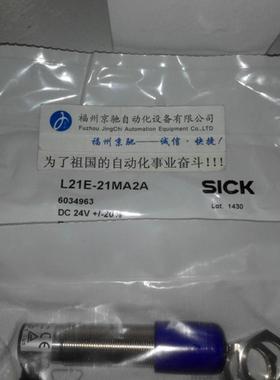 福州京驰自动化设备有限公司
Fuzhou JingChi Automation Equipment Co., LTD
福州京驰——诚信·快捷!
为了祖国的自动化事业奋斗!!!
L21E-21MA2A
SICK
6034963
Lot. 1430
DC 24V +/-20%